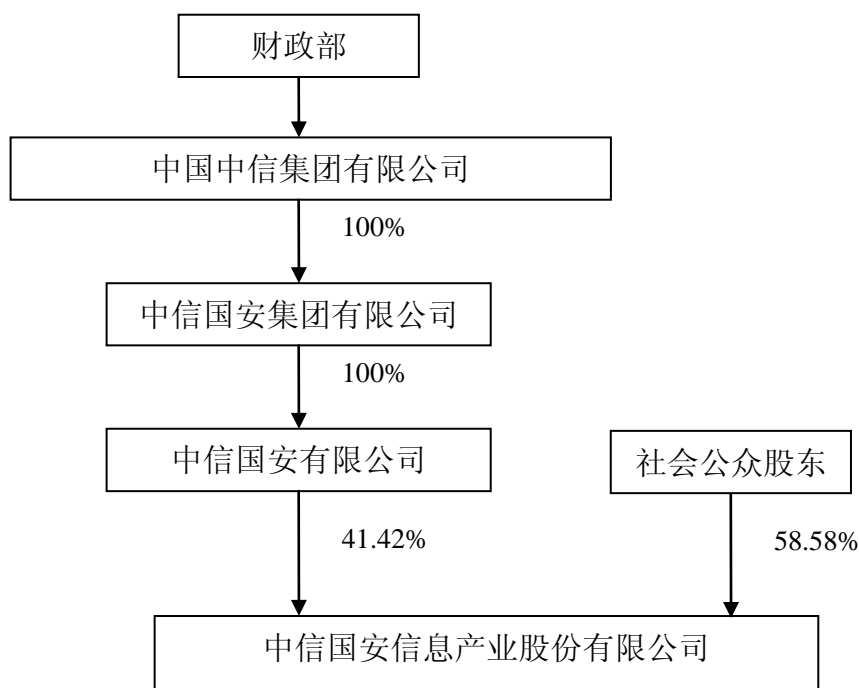 财政部
中国中信集团有限公司
100%
中信国安集团有限公司
100%
中信国安有限公司
社会公众股东
41.42%
58.58%
中信国安信息产业股份有限公司